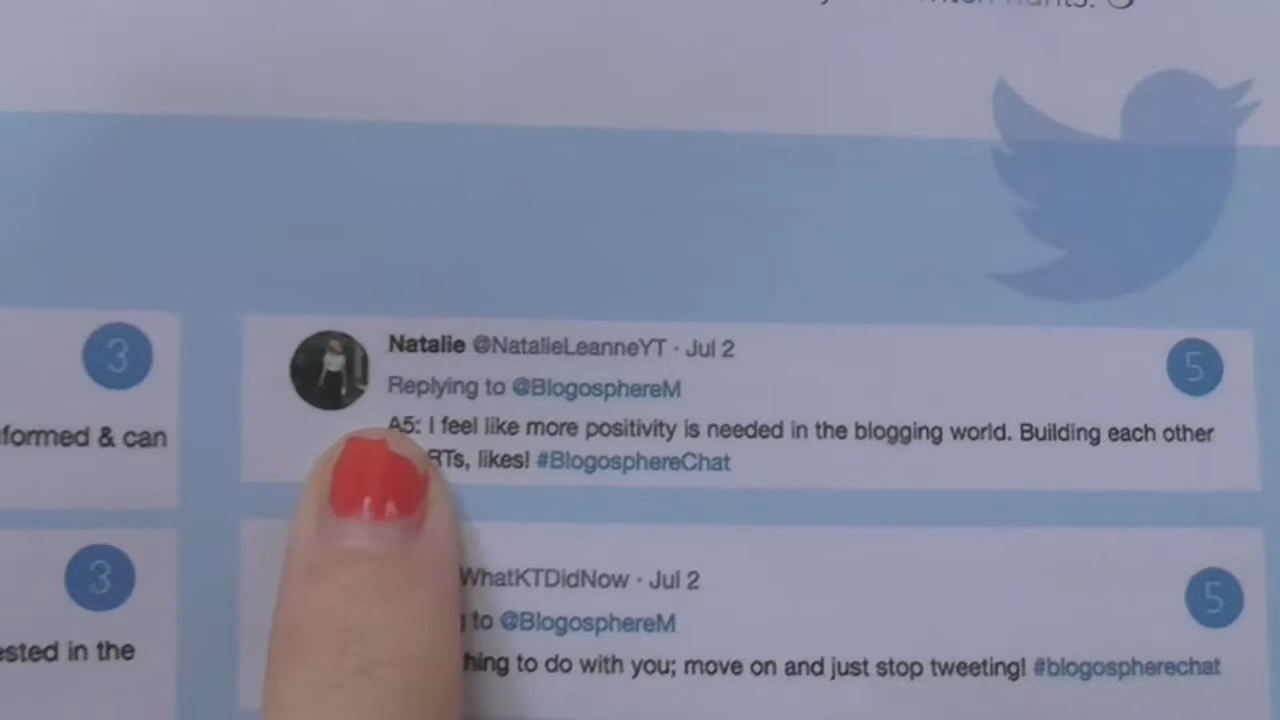 3
formed & can
3
ested in the
Natalie @NatalieLeanneYT · Jul 2
5
Replying to @BlogosphereM
A5: I feel like more positivity is needed in the blogging world. Building each other
RTs, likes! #BlogosphereChat
WhatKTDidNow · Jul 2
5
to @BlogosphereM
hing to do with you; move on and just stop tweeting! #blogospherechat